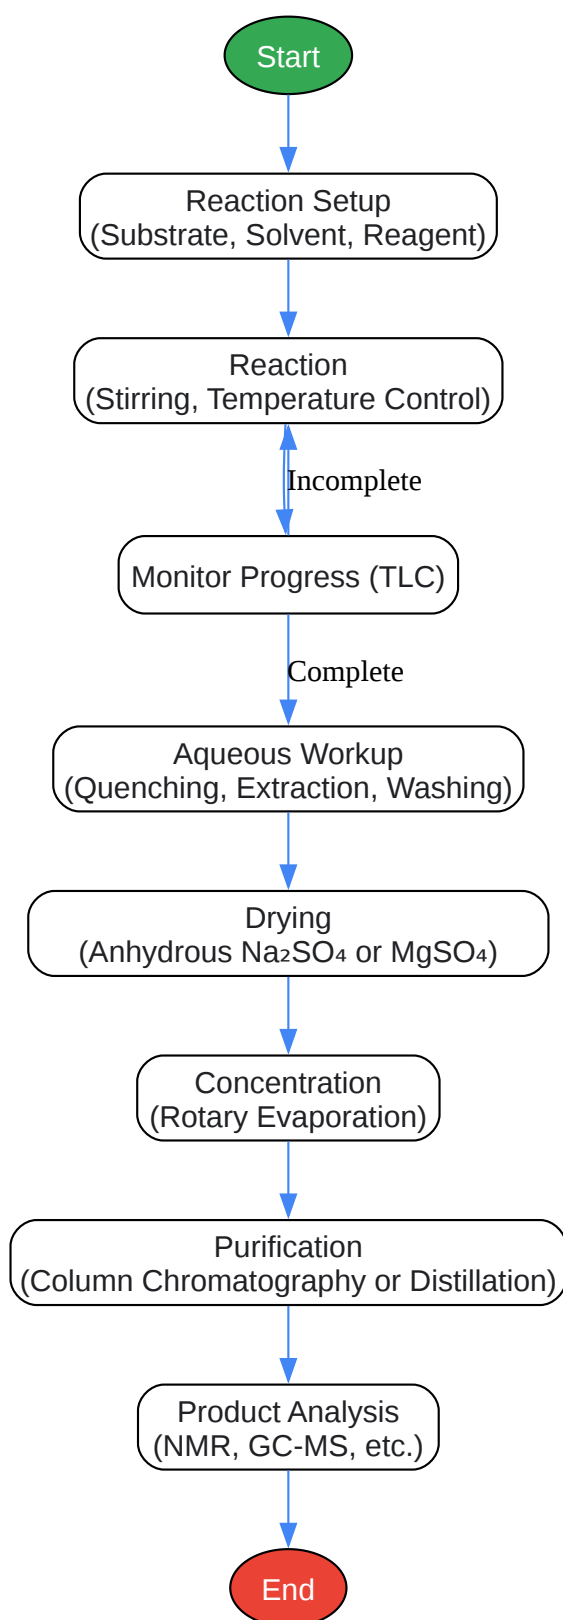 Start
Reaction Setup
(Substrate, Solvent, Reagent)
Reaction
(Stirring, Temperature Control)
Incomplete
Monitor Progress (TLC)
Complete
Aqueous Workup
(Quenching, Extraction, Washing)
Drying
(Anhydrous Na₂SO₄ or MgSO₄)
Concentration
(Rotary Evaporation)
Purification
(Column Chromatography or Distillation)
Product Analysis
(NMR, GC-MS, etc.)
End